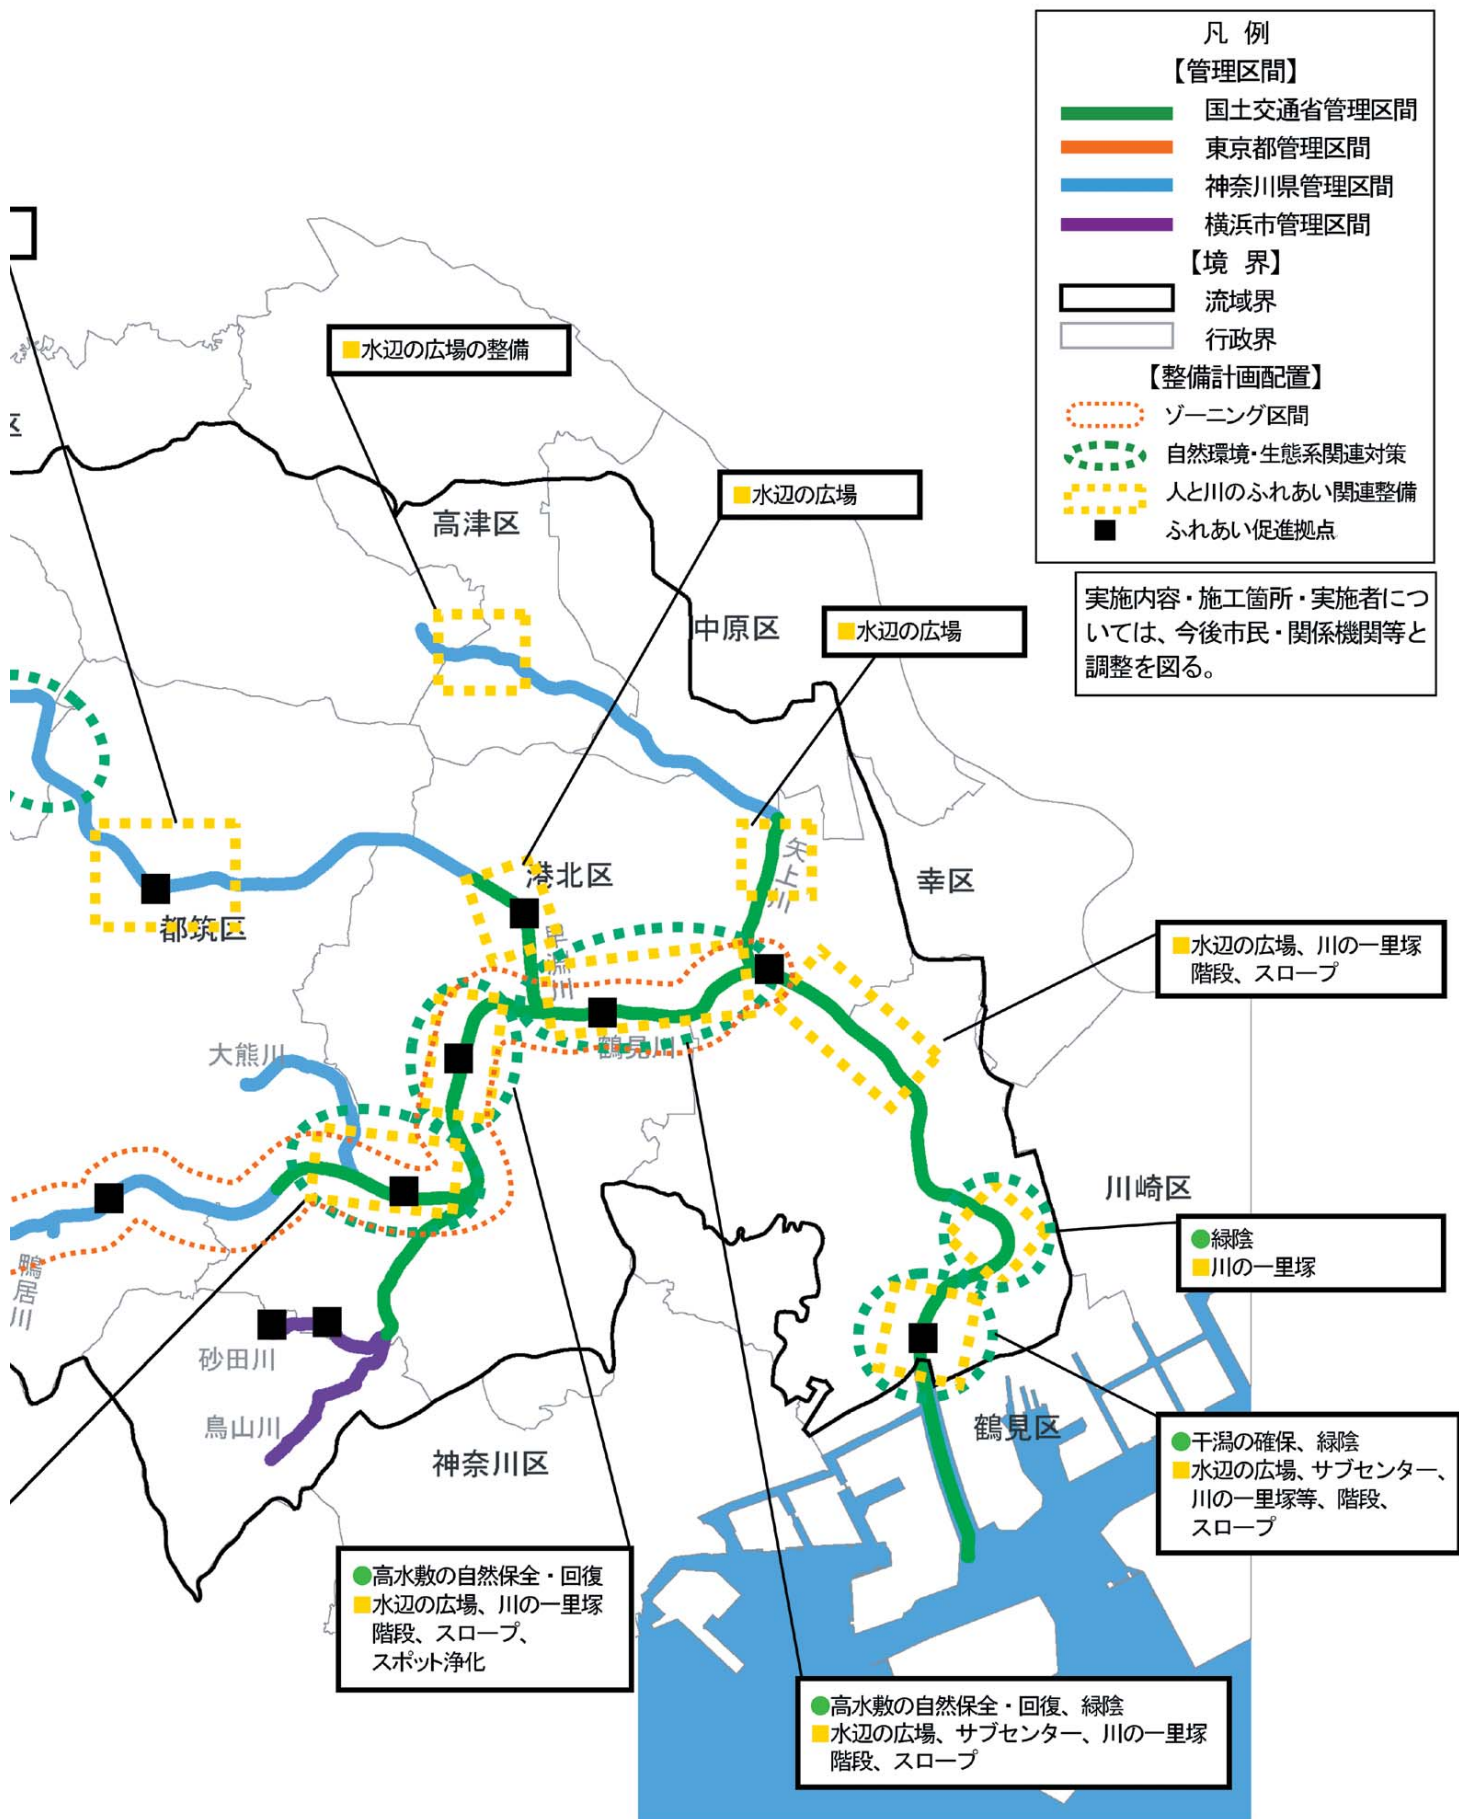 凡 例
【管理区間】
国土交通省管理区間
東京都管理区間
神奈川県管理区間
横浜市管理区間
【境 界】
流域界
行政界
【整備計画配置】
ゾーニング区間
自然環境・生態系関連対策
人と川のふれあい関連整備
ふれあい促進拠点
実施内容・施工箇所・実施者につ
いては、今後市民・関係機関等と
調整を図る。
水辺の広場の整備
区
水辺の広場
高津区
中原区
水辺の広場
矢上川
港北区
幸区
都筑区
早渕川
水辺の広場、川の一里塚
階段、スロープ
大熊川
鶴見川
川崎区
緑陰
川の一里塚
鴨居川
砂田川
鳥山川
神奈川区
鶴見区
干潟の確保、緑陰
水辺の広場、サブセンター、
川の一里塚等、階段、
スロープ
高水敷の自然保全・回復
水辺の広場、川の一里塚
階段、スロープ、
スポット浄化
高水敷の自然保全・回復、緑陰
水辺の広場、サブセンター、川の一里塚
階段、スロープ